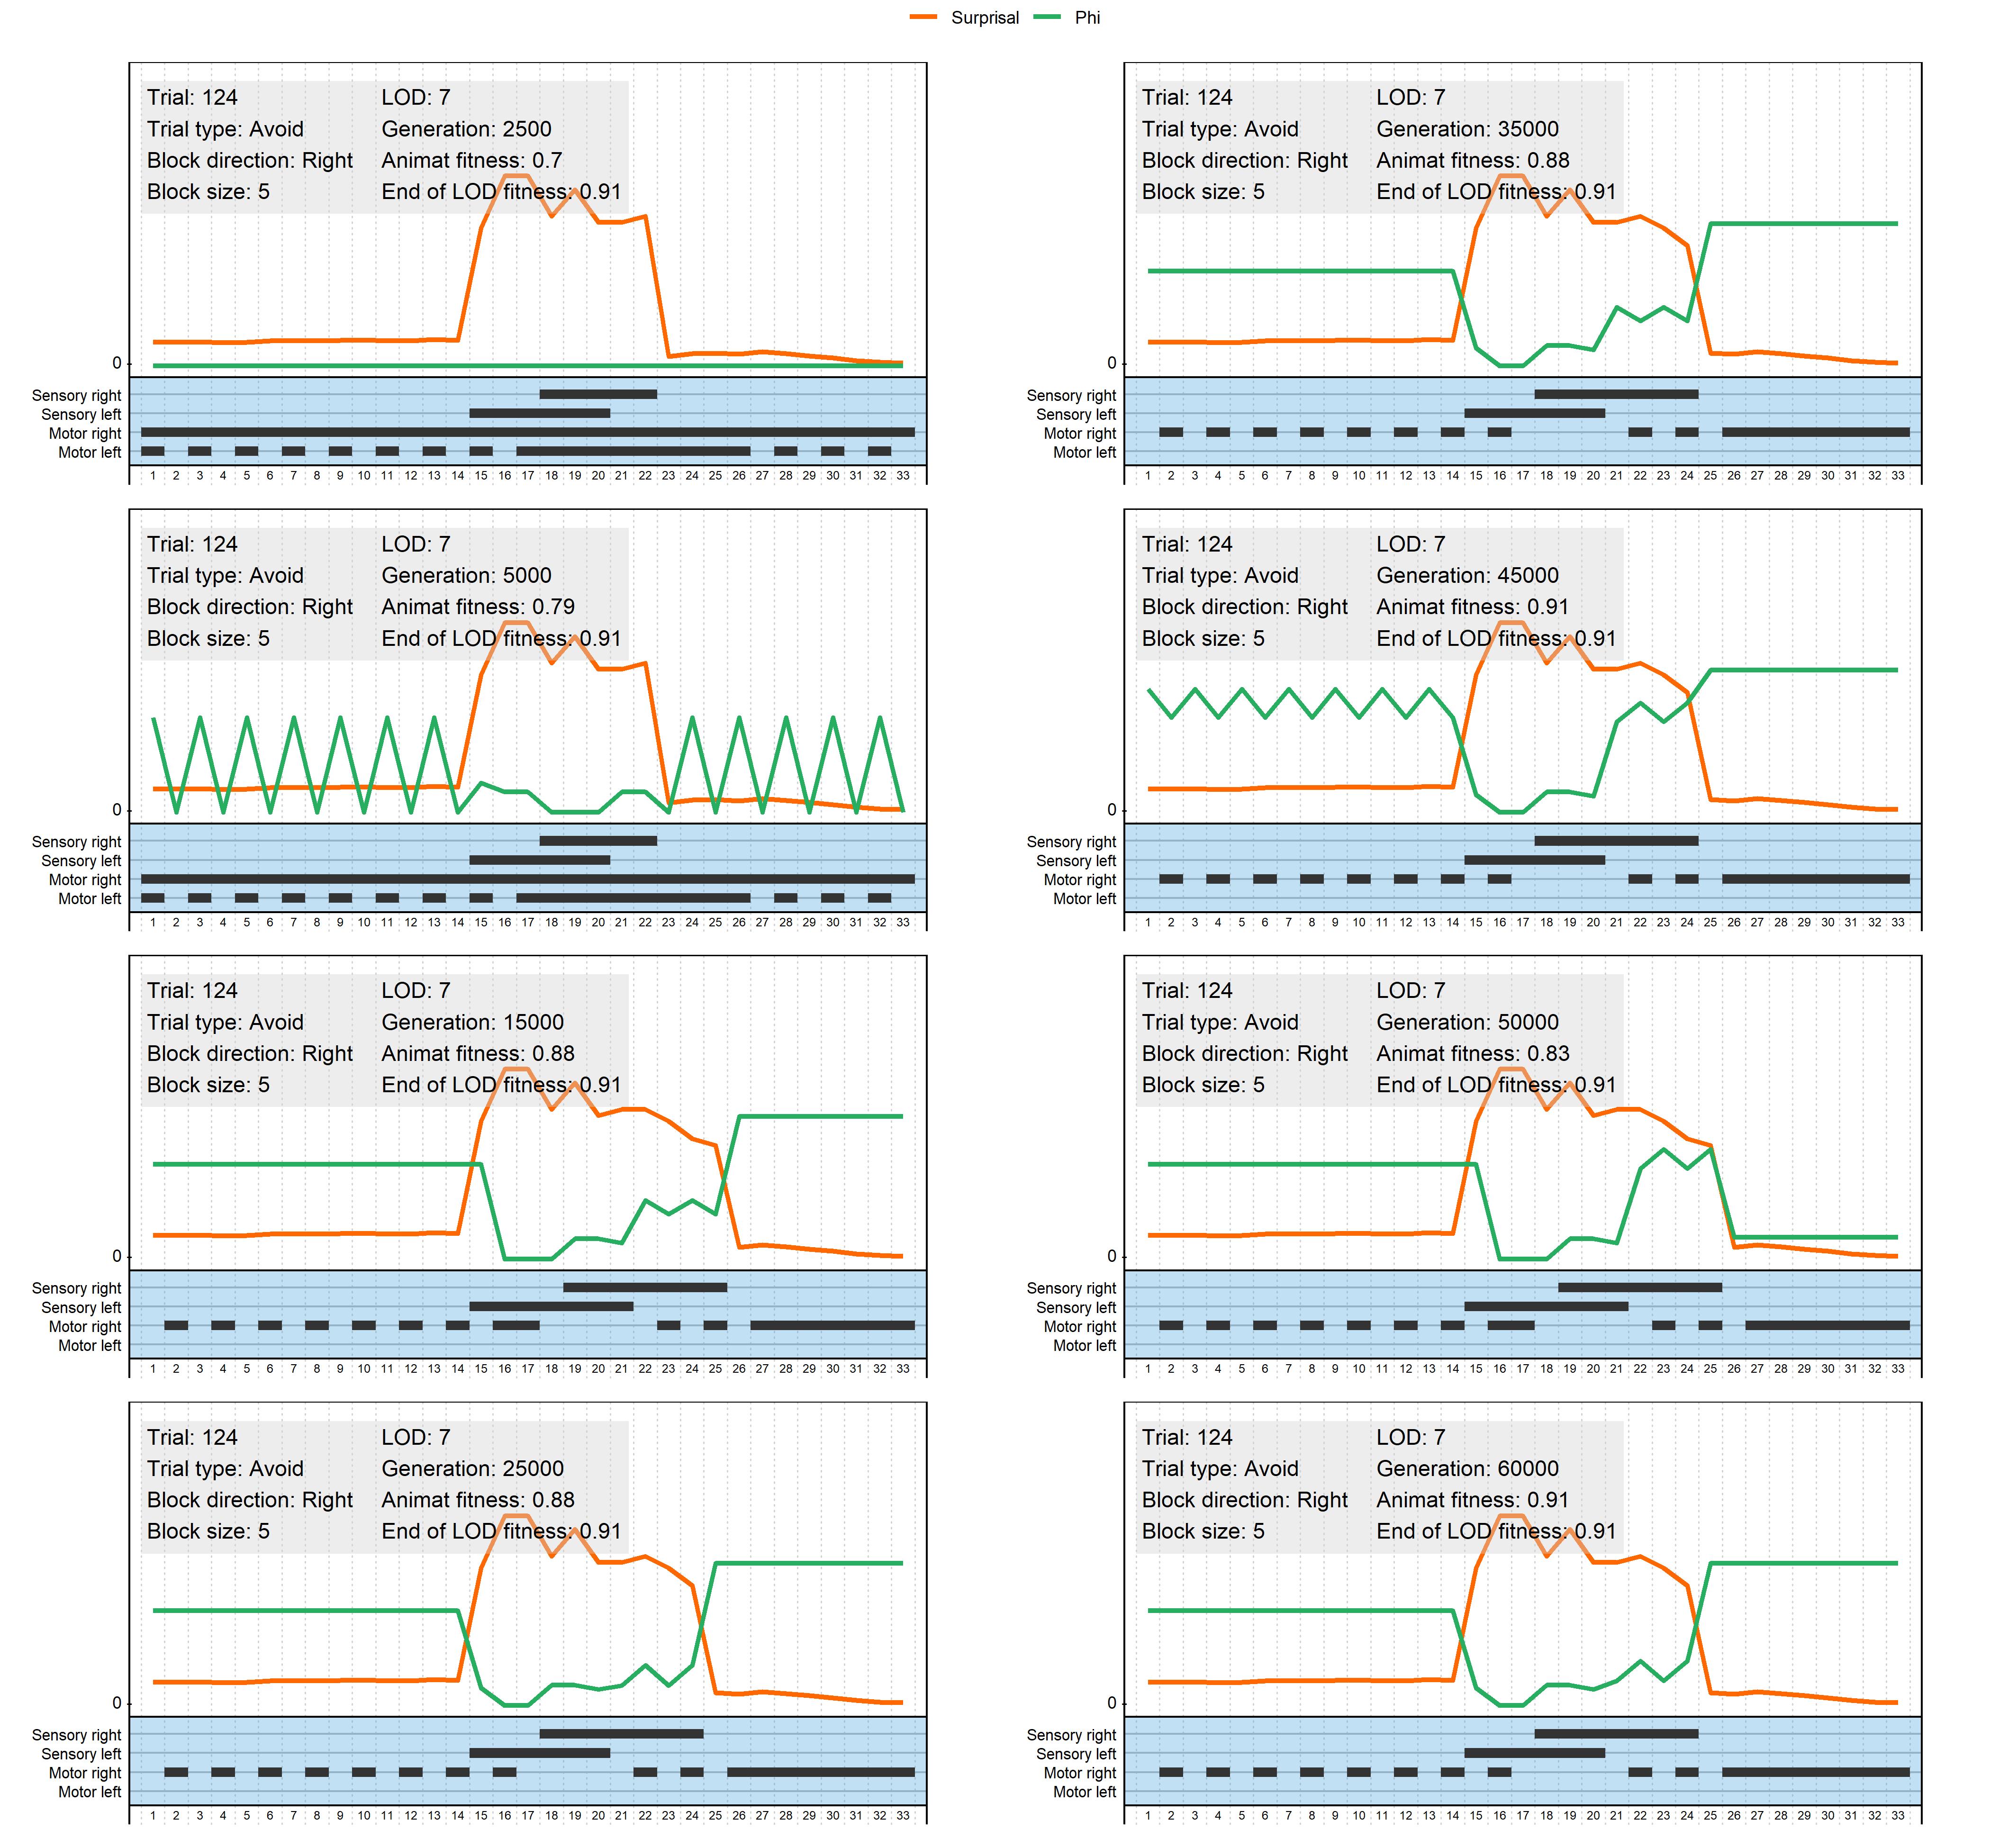 Surprisal Phi
Trial: 124 LOD: 7
Trial type: Avoid Generation: 2500
Block direction: Right Animat fitness: 0.7
Block size: 5 End of LOD fitness: 0.91
0
Sensory right
Sensory left
Motor right
Motor left
1 2 3 4 5 6 7 8 9 10 11 12 13 14 15 16 17 18 19 20 21 22 23 24 25 26 27 28 29 30 31 32 33
Trial: 124 LOD: 7
Trial type: Avoid Generation: 35000
Block direction: Right Animat fitness: 0.88
Block size: 5 End of LOD fitness: 0.91
0
Sensory right
Sensory left
Motor right
Motor left
1 2 3 4 5 6 7 8 9 10 11 12 13 14 15 16 17 18 19 20 21 22 23 24 25 26 27 28 29 30 31 32 33
Trial: 124 LOD: 7
Trial type: Avoid Generation: 5000
Block direction: Right Animat fitness: 0.79
Block size: 5 End of LOD fitness: 0.91
0
Sensory right
Sensory left
Motor right
Motor left
1 2 3 4 5 6 7 8 9 10 11 12 13 14 15 16 17 18 19 20 21 22 23 24 25 26 27 28 29 30 31 32 33
Trial: 124 LOD: 7
Trial type: Avoid Generation: 45000
Block direction: Right Animat fitness: 0.91
Block size: 5 End of LOD fitness: 0.91
0
Sensory right
Sensory left
Motor right
Motor left
1 2 3 4 5 6 7 8 9 10 11 12 13 14 15 16 17 18 19 20 21 22 23 24 25 26 27 28 29 30 31 32 33
Trial: 124 LOD: 7
Trial type: Avoid Generation: 15000
Block direction: Right Animat fitness: 0.88
Block size: 5 End of LOD fitness: 0.91
0
Sensory right
Sensory left
Motor right
Motor left
1 2 3 4 5 6 7 8 9 10 11 12 13 14 15 16 17 18 19 20 21 22 23 24 25 26 27 28 29 30 31 32 33
Trial: 124 LOD: 7
Trial type: Avoid Generation: 50000
Block direction: Right Animat fitness: 0.83
Block size: 5 End of LOD fitness: 0.91
0
Sensory right
Sensory left
Motor right
Motor left
1 2 3 4 5 6 7 8 9 10 11 12 13 14 15 16 17 18 19 20 21 22 23 24 25 26 27 28 29 30 31 32 33
Trial: 124 LOD: 7
Trial type: Avoid Generation: 25000
Block direction: Right Animat fitness: 0.88
Block size: 5 End of LOD fitness: 0.91
0
Sensory right
Sensory left
Motor right
Motor left
1 2 3 4 5 6 7 8 9 10 11 12 13 14 15 16 17 18 19 20 21 22 23 24 25 26 27 28 29 30 31 32 33
Trial: 124 LOD: 7
Trial type: Avoid Generation: 60000
Block direction: Right Animat fitness: 0.91
Block size: 5 End of LOD fitness: 0.91
0
Sensory right
Sensory left
Motor right
Motor left
1 2 3 4 5 6 7 8 9 10 11 12 13 14 15 16 17 18 19 20 21 22 23 24 25 26 27 28 29 30 31 32 33